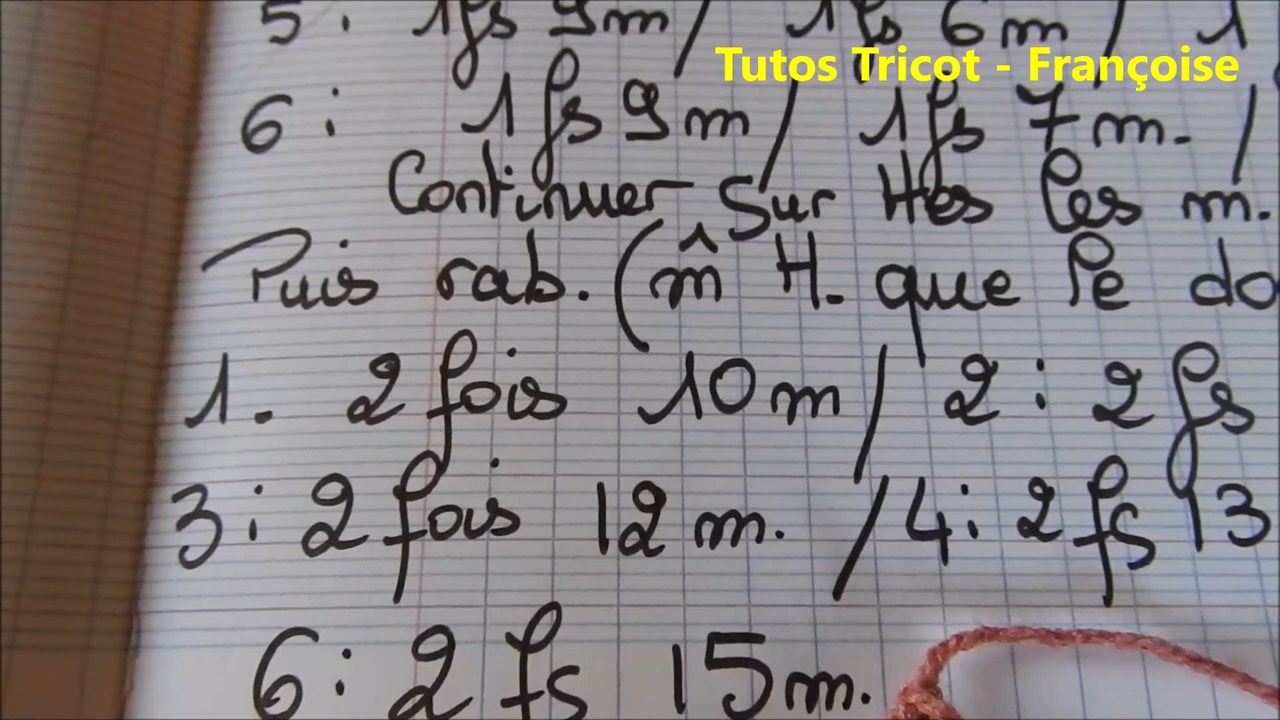 5: 1fs 9m / 1fs 6m / 1
Tutos Tricot - Françoise
6: 1fs 9m / 1fs 7m. /
Continuer sur ttes les m.
Puis rab. (m̂ H. que le do
1. 2 fois 10m / 2: 2fs
3: 2 fois 12 m. / 4: 2fs 13
6: 2 fs 15m.